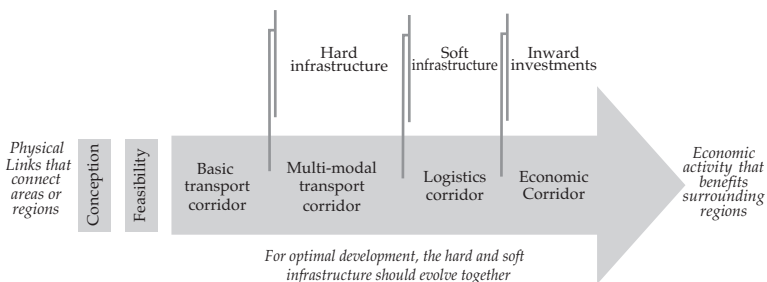 Hard
infrastructure
Soft
infrastructure
Inward
investments
Physical
Links that
connect
areas or
regions
Conception
Feasibility
Basic
transport
corridor
Multi-modal
transport
corridor
Logistics
corridor
Economic
Corridor
Economic
activity that
benefits
surrounding
regions
For optimal development, the hard and soft
infrastructure should evolve together